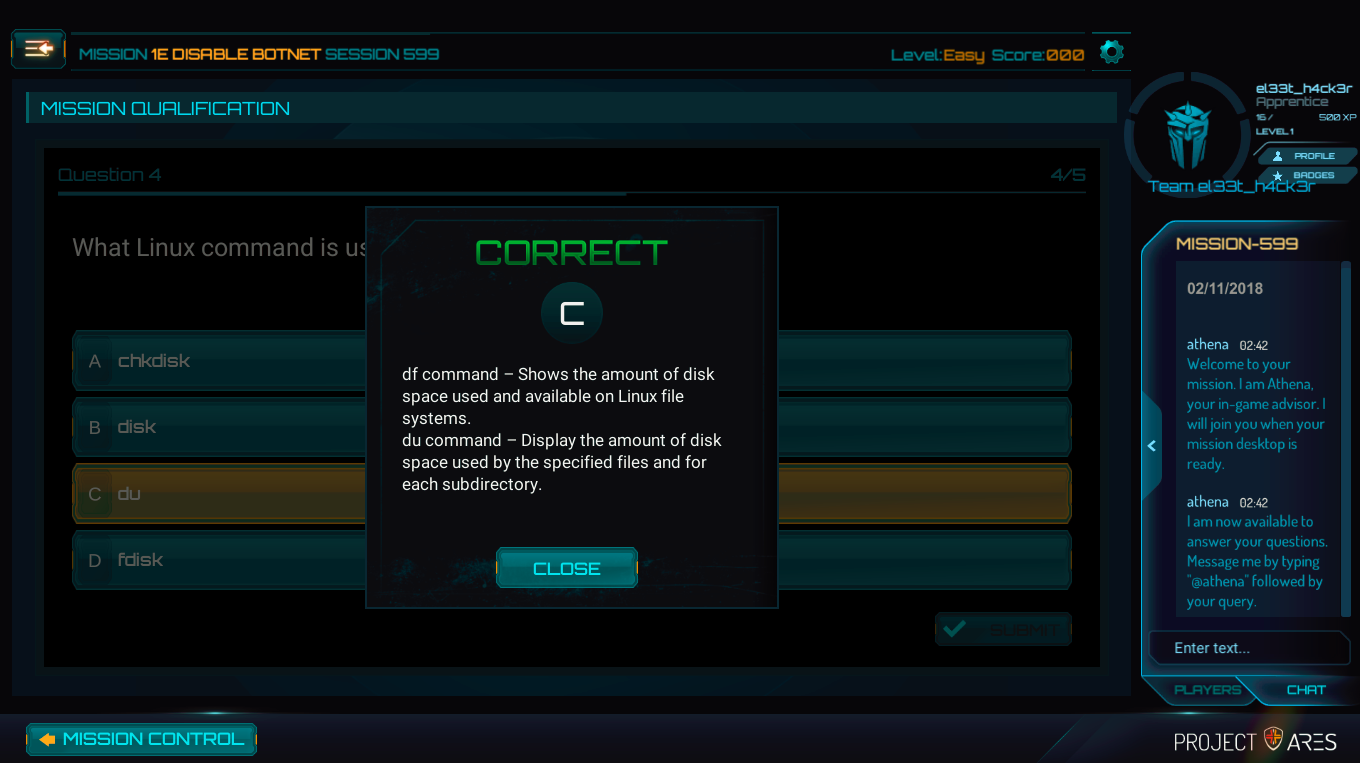 MISSION 1E DISABLE BOTNET SESSION 599
Level:Easy Score:000
MISSION QUALIFICATION
Question 4
4/5
What Linux command is us
A chkdisk
B disk
C du
D fdisk
SUBMIT
CORRECT
C
df command – Shows the amount of disk
space used and available on Linux file
systems.
du command – Display the amount of disk
space used by the specified files and for
each subdirectory.
CLOSE
el33t_h4ck3r
Apprentice
16 / 500 XP
LEVEL 1
PROFILE
BADGES
Team el33t_h4ck3r
MISSION-599
02/11/2018
athena 02:42
Welcome to your
mission. I am Athena,
your in-game advisor. I
will join you when your
mission desktop is
ready.
athena 02:42
I am now available to
answer your questions.
Message me by typing
"@athena" followed by
your query.
Enter text...
PLAYERS
CHAT
MISSION CONTROL
PROJECT ARES